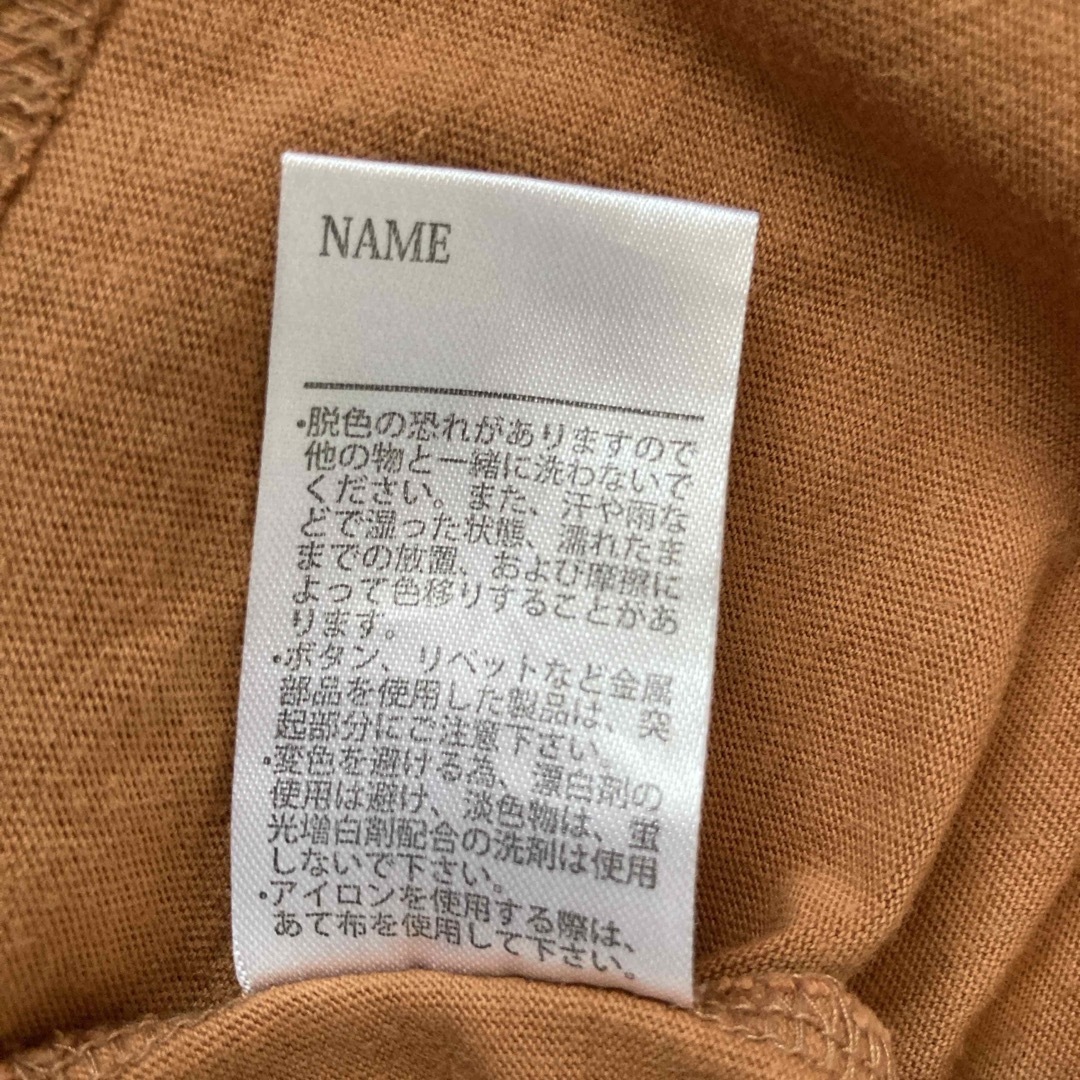 NAME
・脱色の恐れがありますので
他の物と一緒に洗わないで
ください。また、汗や雨な
どで湿った状態、濡れたま
までの放置、および摩擦に
よって色移りすることがあ
ります。
・ボタン、リベットなど金属
部品を使用した製品は、突
起部分にご注意下さい。
・変色を避ける為、漂白剤の
使用は避け、淡色物は、蛍
光増白剤配合の洗剤は使用
しないで下さい。
・アイロンを使用する際は、
あて布を使用して下さい。